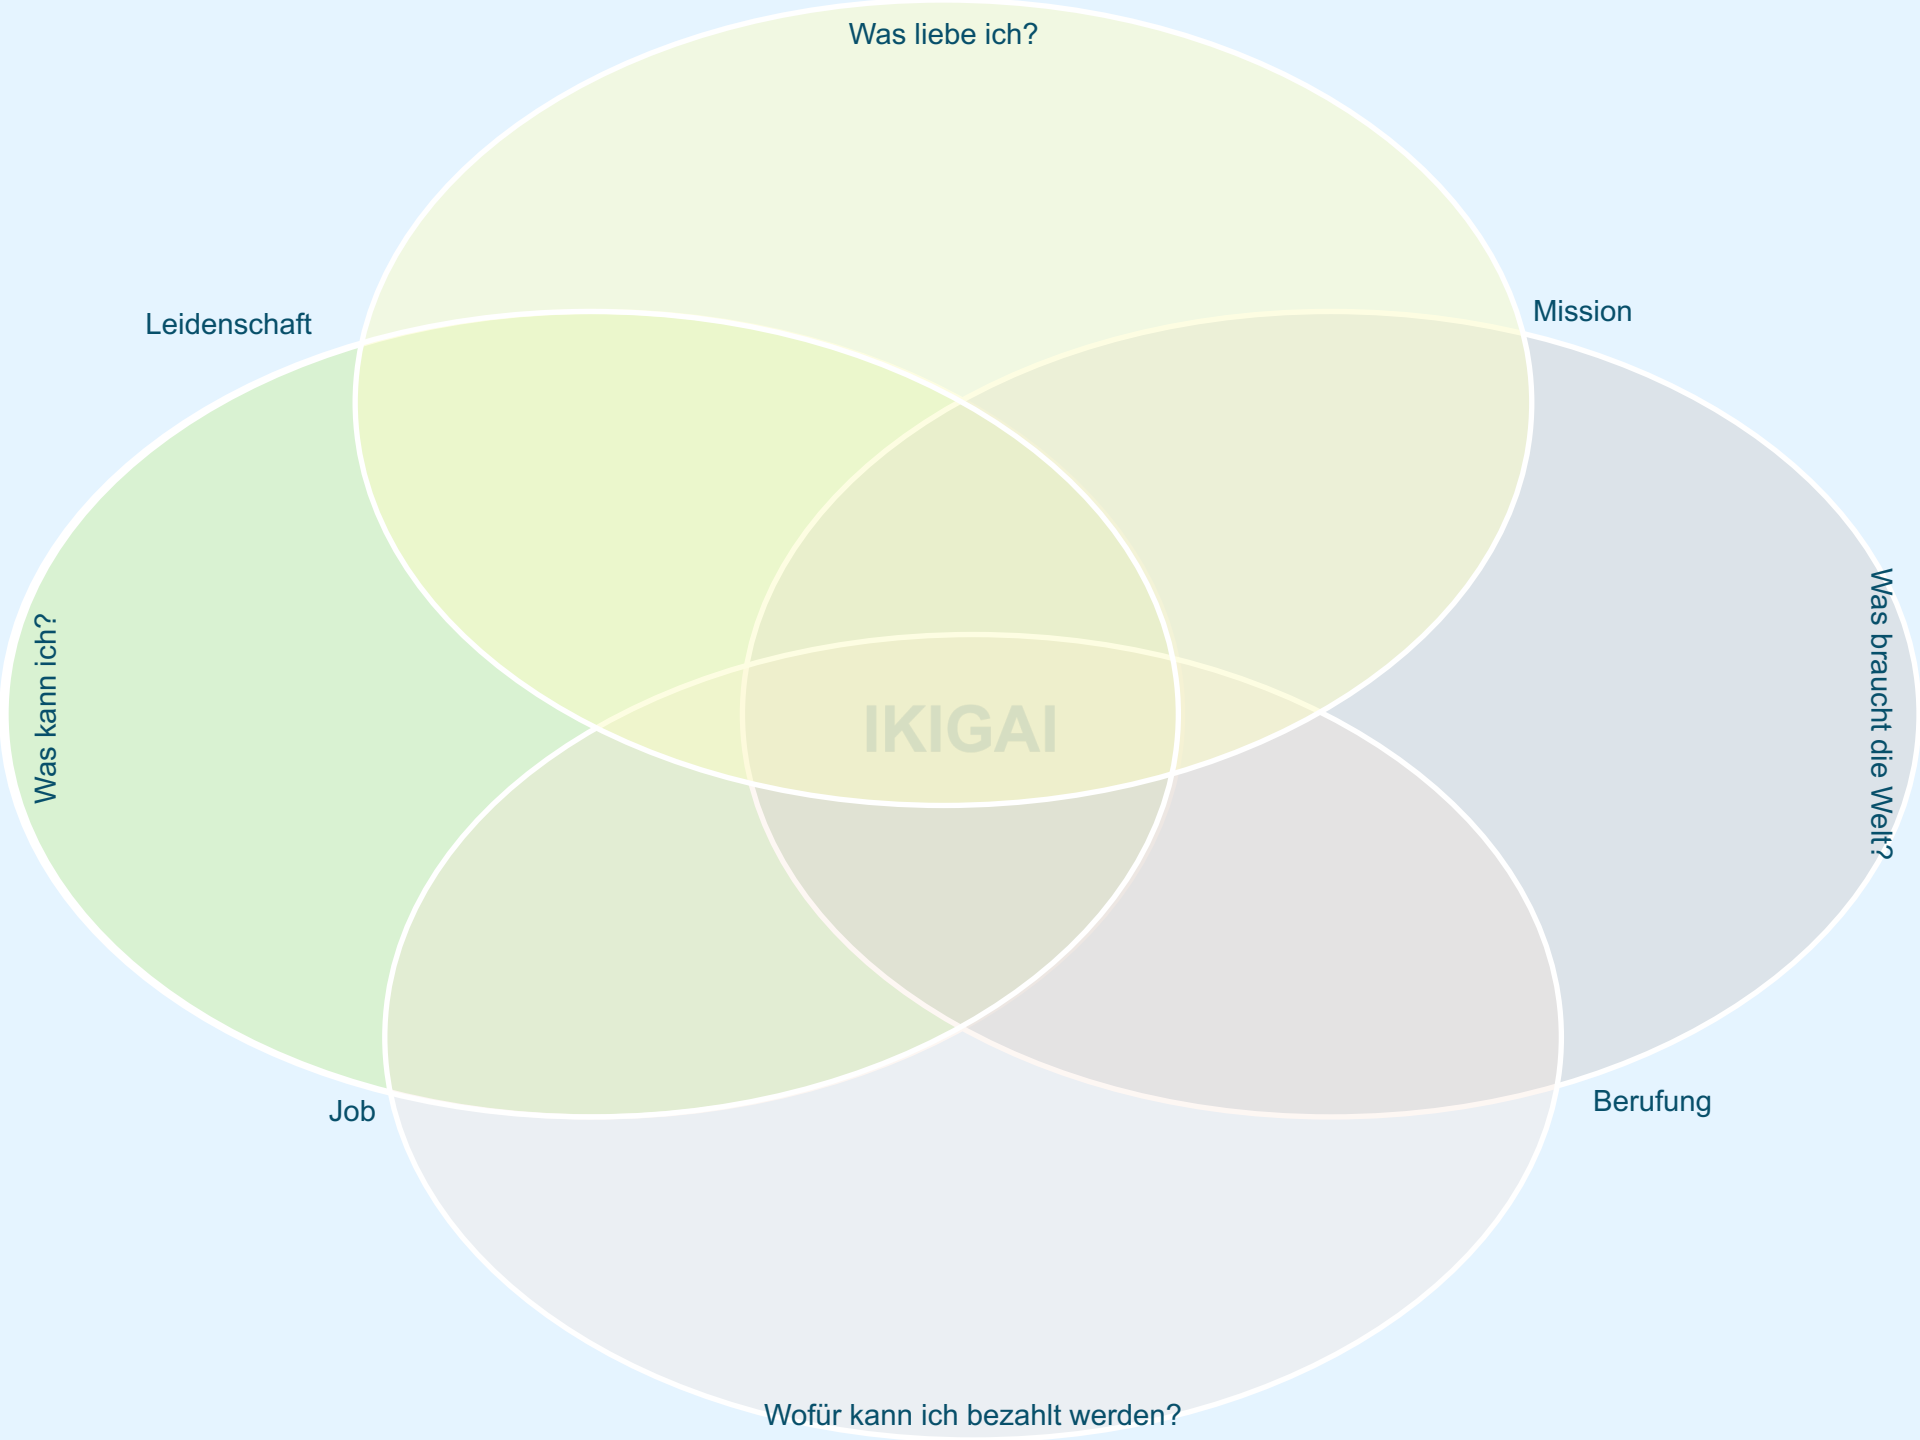 Was liebe ich?
Leidenschaft
Mission
Was kann ich?
IKIGAI
Was braucht die Welt?
Job
Berufung
Wofür kann ich bezahlt werden?